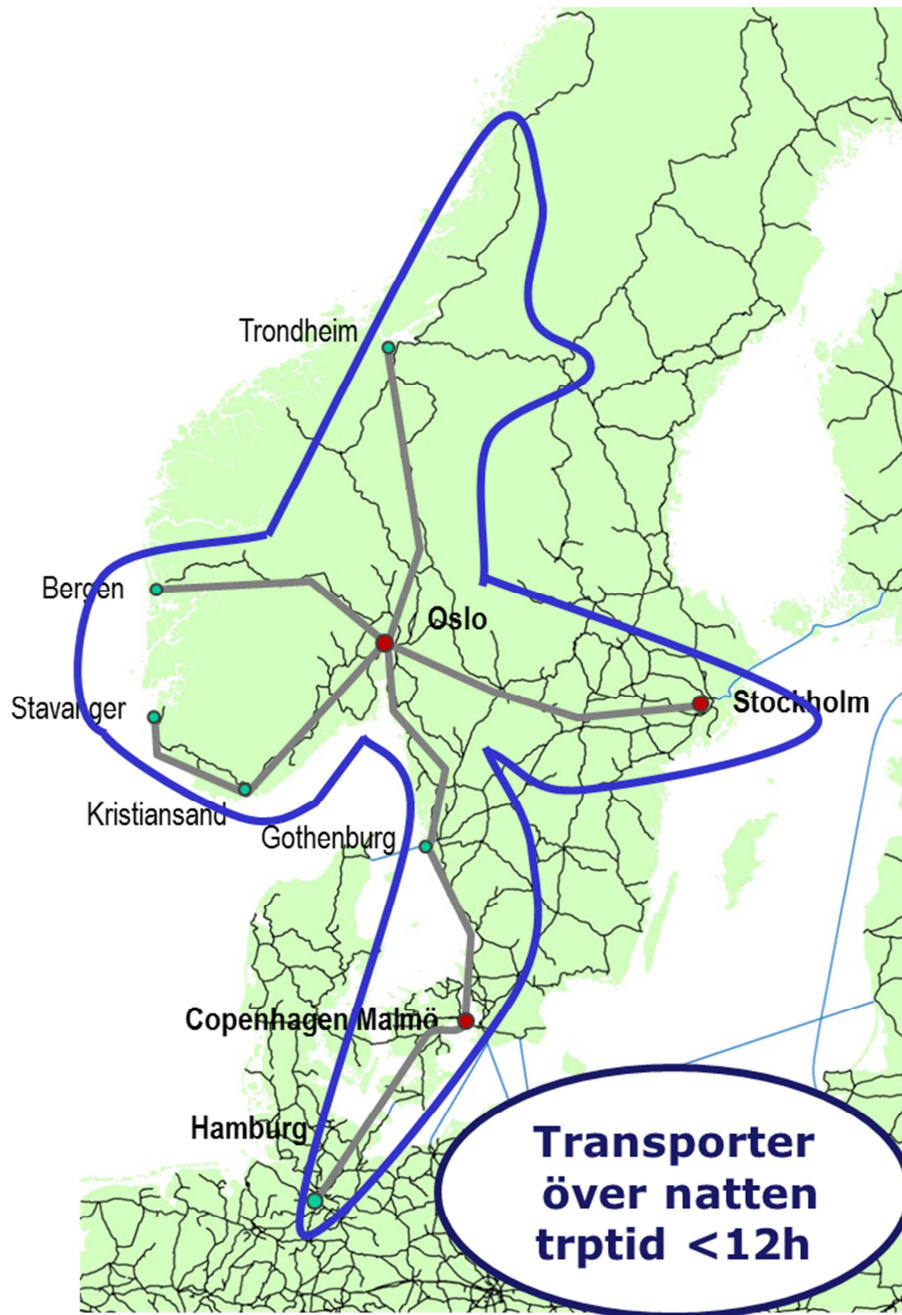 Trondheim
Bergen
Oslo
Stavanger
Stockholm
Kristiansand
Gothenburg
Copenhagen Malmö
Hamburg
Transporter
över natten
trptid <12h